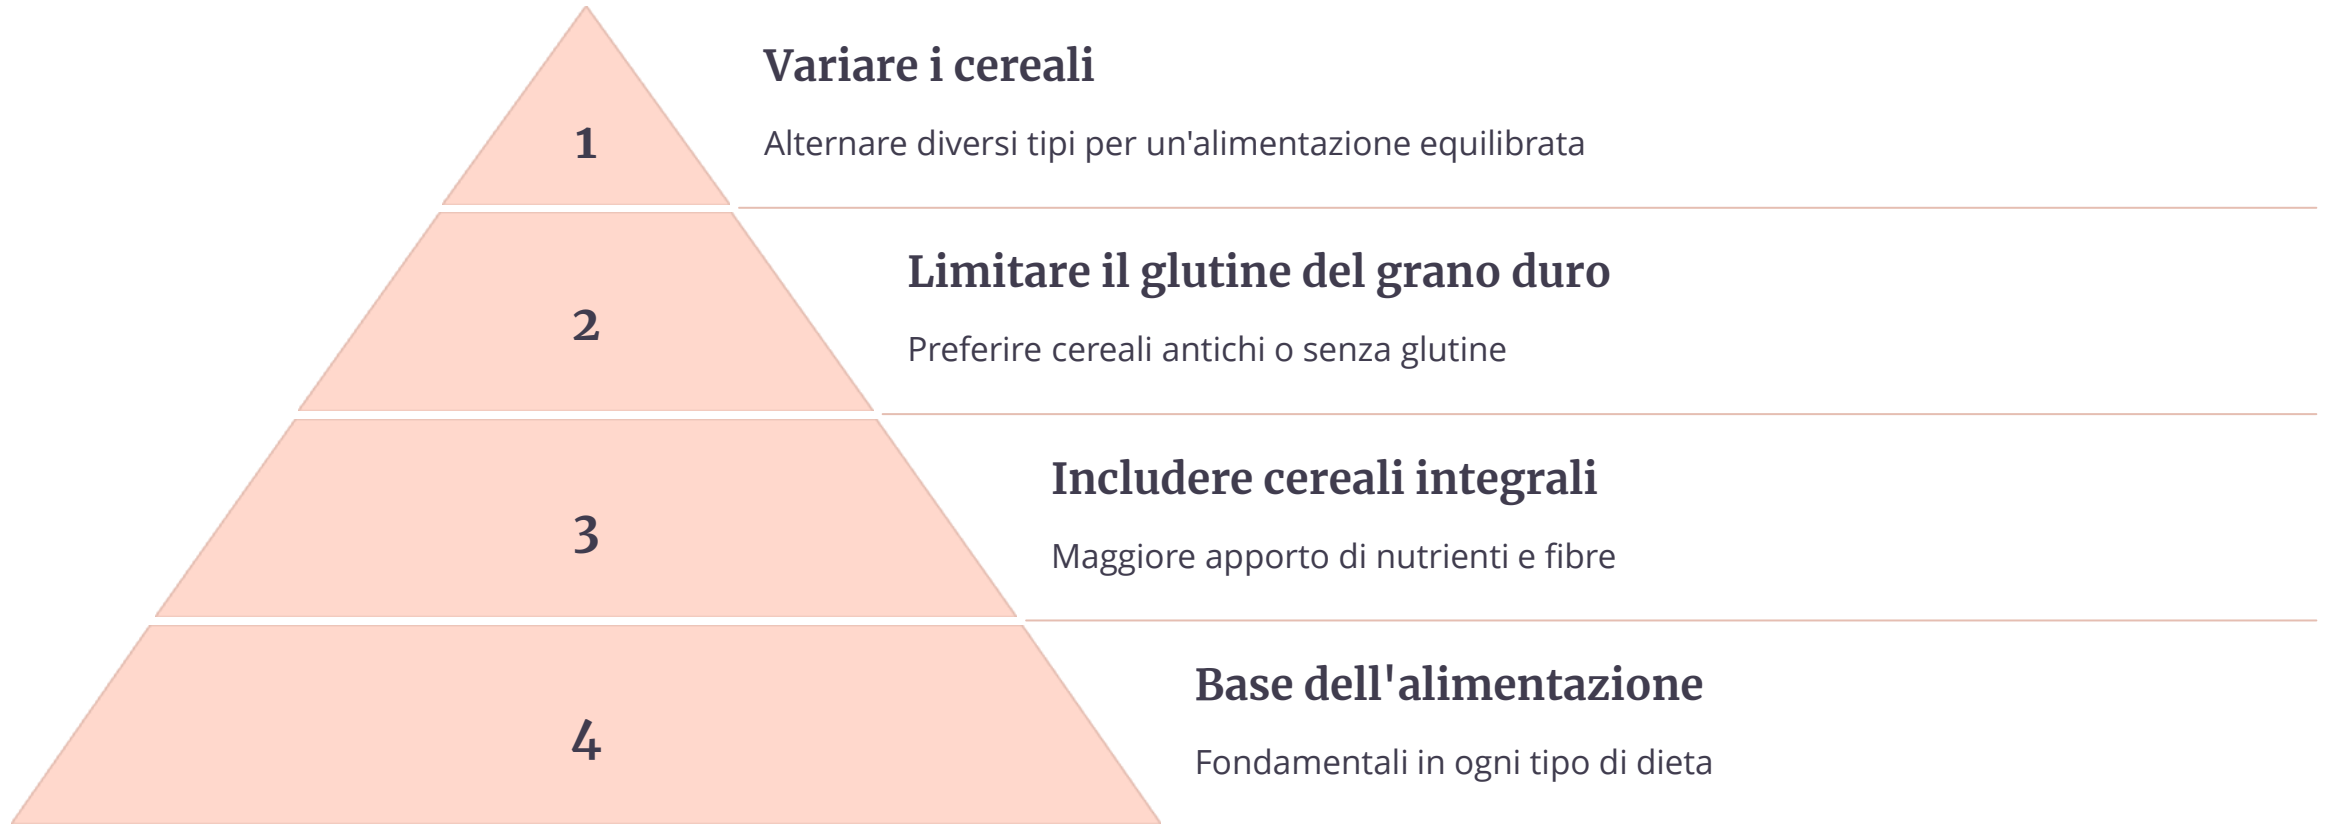 1
Variare i cereali
Alternare diversi tipi per un'alimentazione equilibrata
2
Limitare il glutine del grano duro
Preferire cereali antichi o senza glutine
3
Includere cereali integrali
Maggiore apporto di nutrienti e fibre
4
Base dell'alimentazione
Fondamentali in ogni tipo di dieta